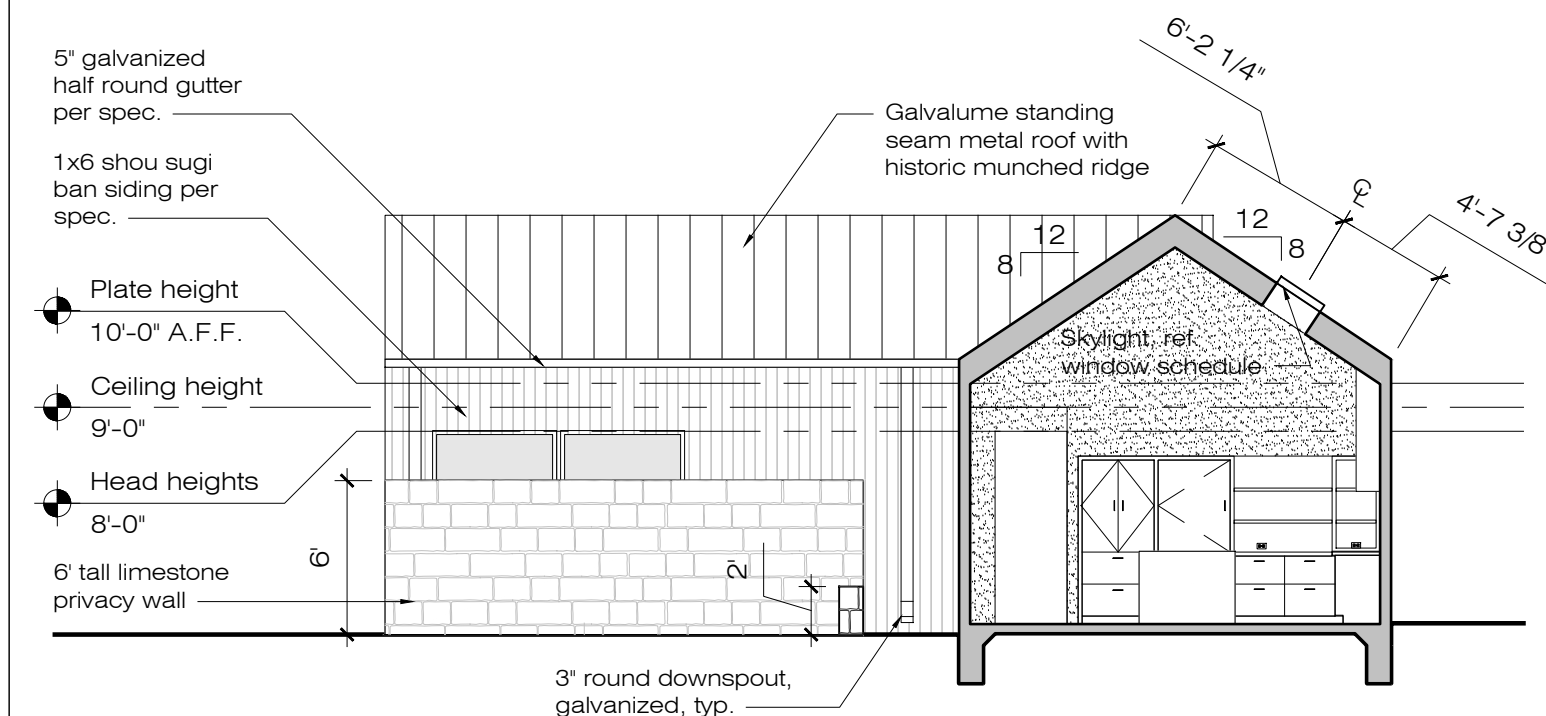 5" galvanized
half round gutter
per spec.
1x6 shou sugi
ban siding per
spec.
Plate height
10'-0" A.F.F.
Ceiling height
9'-0"
Head heights
8'-0"
6' tall limestone
privacy wall
6'
2'
3" round downspout,
galvanized, typ.
Galvalume standing
seam metal roof with
historic munched ridge
12
8
12
8
6'-2 1/4"
℄
4'-7 3/8
Skylight, ref.
window schedule